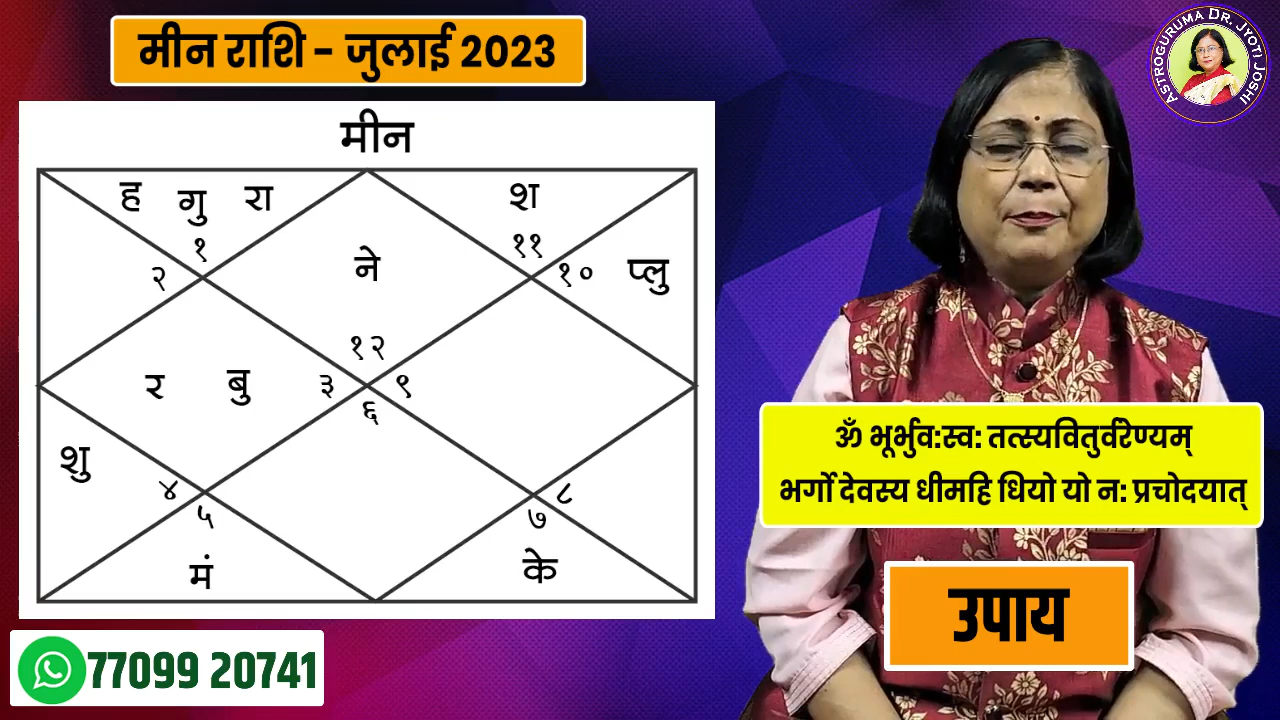 मीन राशि - जुलाई 2023
ASTROGURUMA DR. JYOTI JOSHI
मीन
ह गु रा
श
१
११
२
ने
१० प्लु
१२
र बु ३
९
६
शु
४
८
५
७
मं
के
ॐ भूर्भुव:स्व: तत्स्यवितुर्वरेण्यम्
भर्गो देवस्य धीमहि धियो यो न: प्रचोदयात्
उपाय
77099 20741